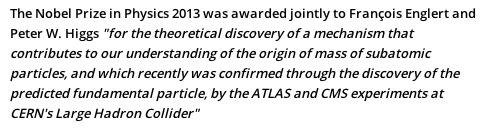 The Nobel Prize in Physics 2013 was awarded jointly to François Englert and
Peter W. Higgs "for the theoretical discovery of a mechanism that
contributes to our understanding of the origin of mass of subatomic
particles, and which recently was confirmed through the discovery of the
predicted fundamental particle, by the ATLAS and CMS experiments at
CERN's Large Hadron Collider"